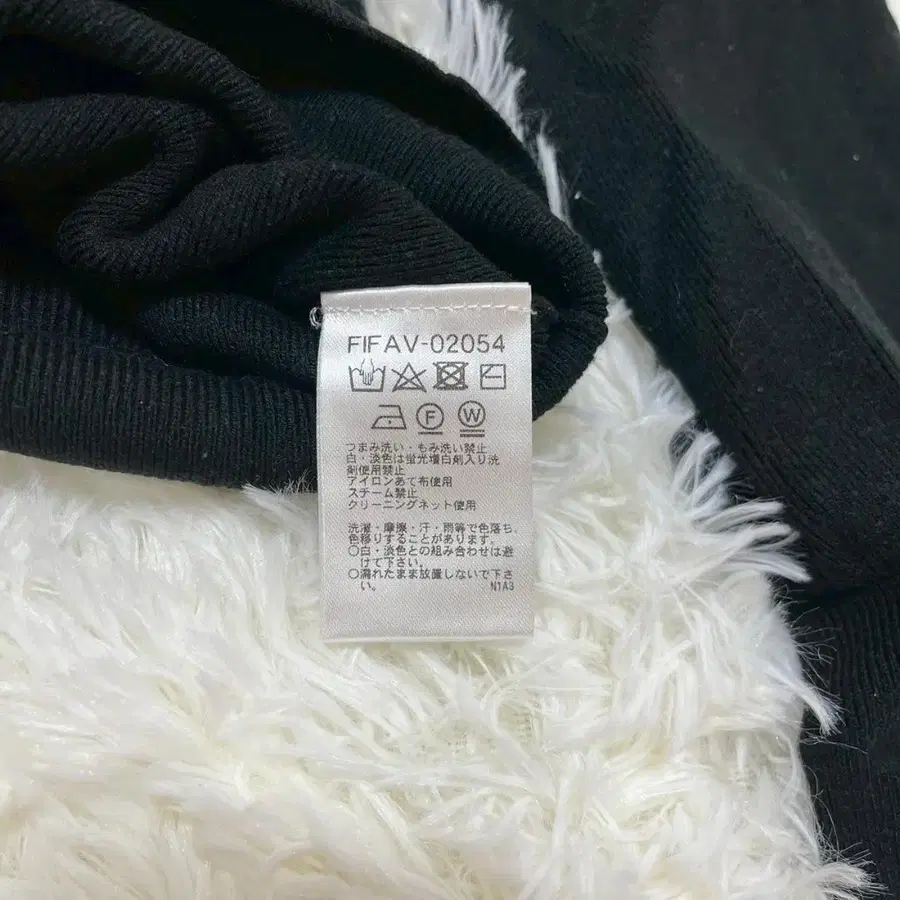 FIFAV-02054
F W
つまみ洗い・もみ洗い禁止
白・淡色は蛍光増白剤入り洗
剤使用禁止
アイロンあて布使用
スチーム禁止
クリーニングネット使用
洗濯・摩擦・汗・雨等で色落ち、
色移りすることがあります。
○白・淡色との組み合わせは避
けて下さい。
○濡れたまま放置しないで下さ
い。 N1A3